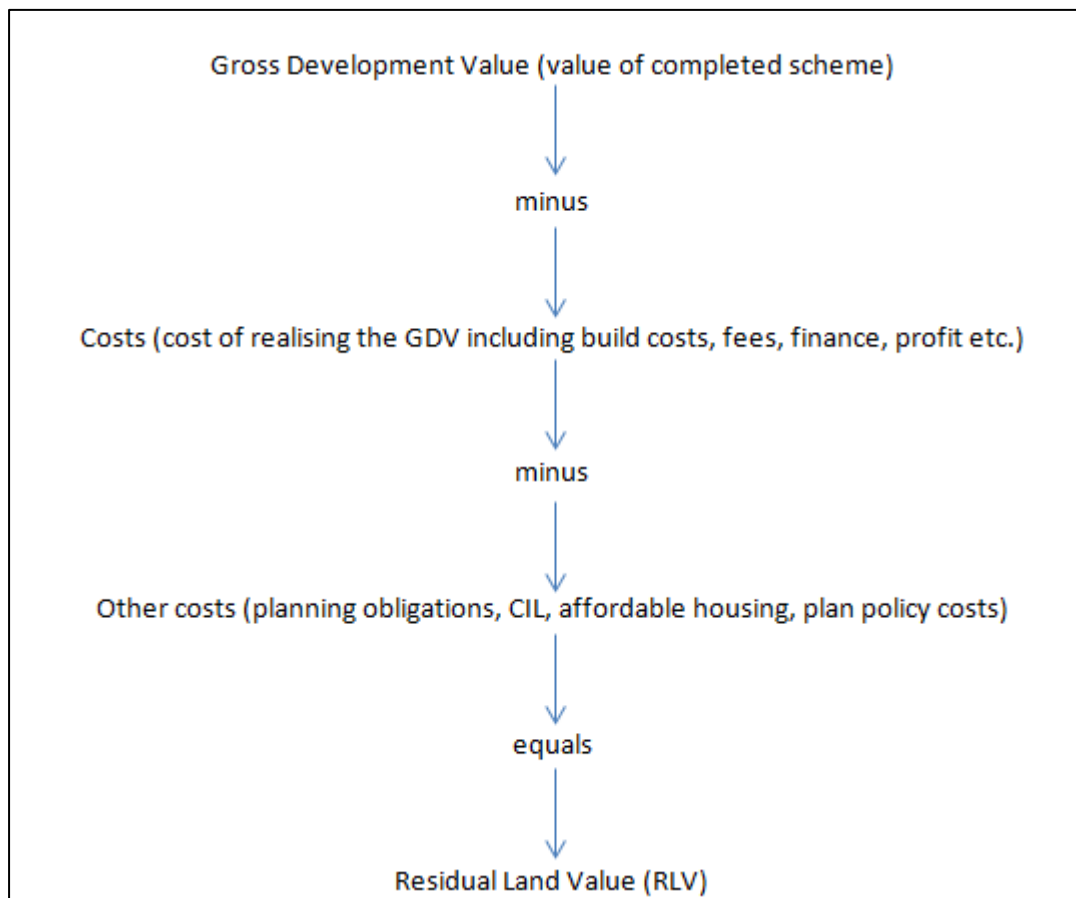 Gross Development Value (value of completed scheme)
minus
Costs (cost of realising the GDV including build costs, fees, finance, profit etc.)
minus
Other costs (planning obligations, CIL, affordable housing, plan policy costs)
equals
Residual Land Value (RLV)